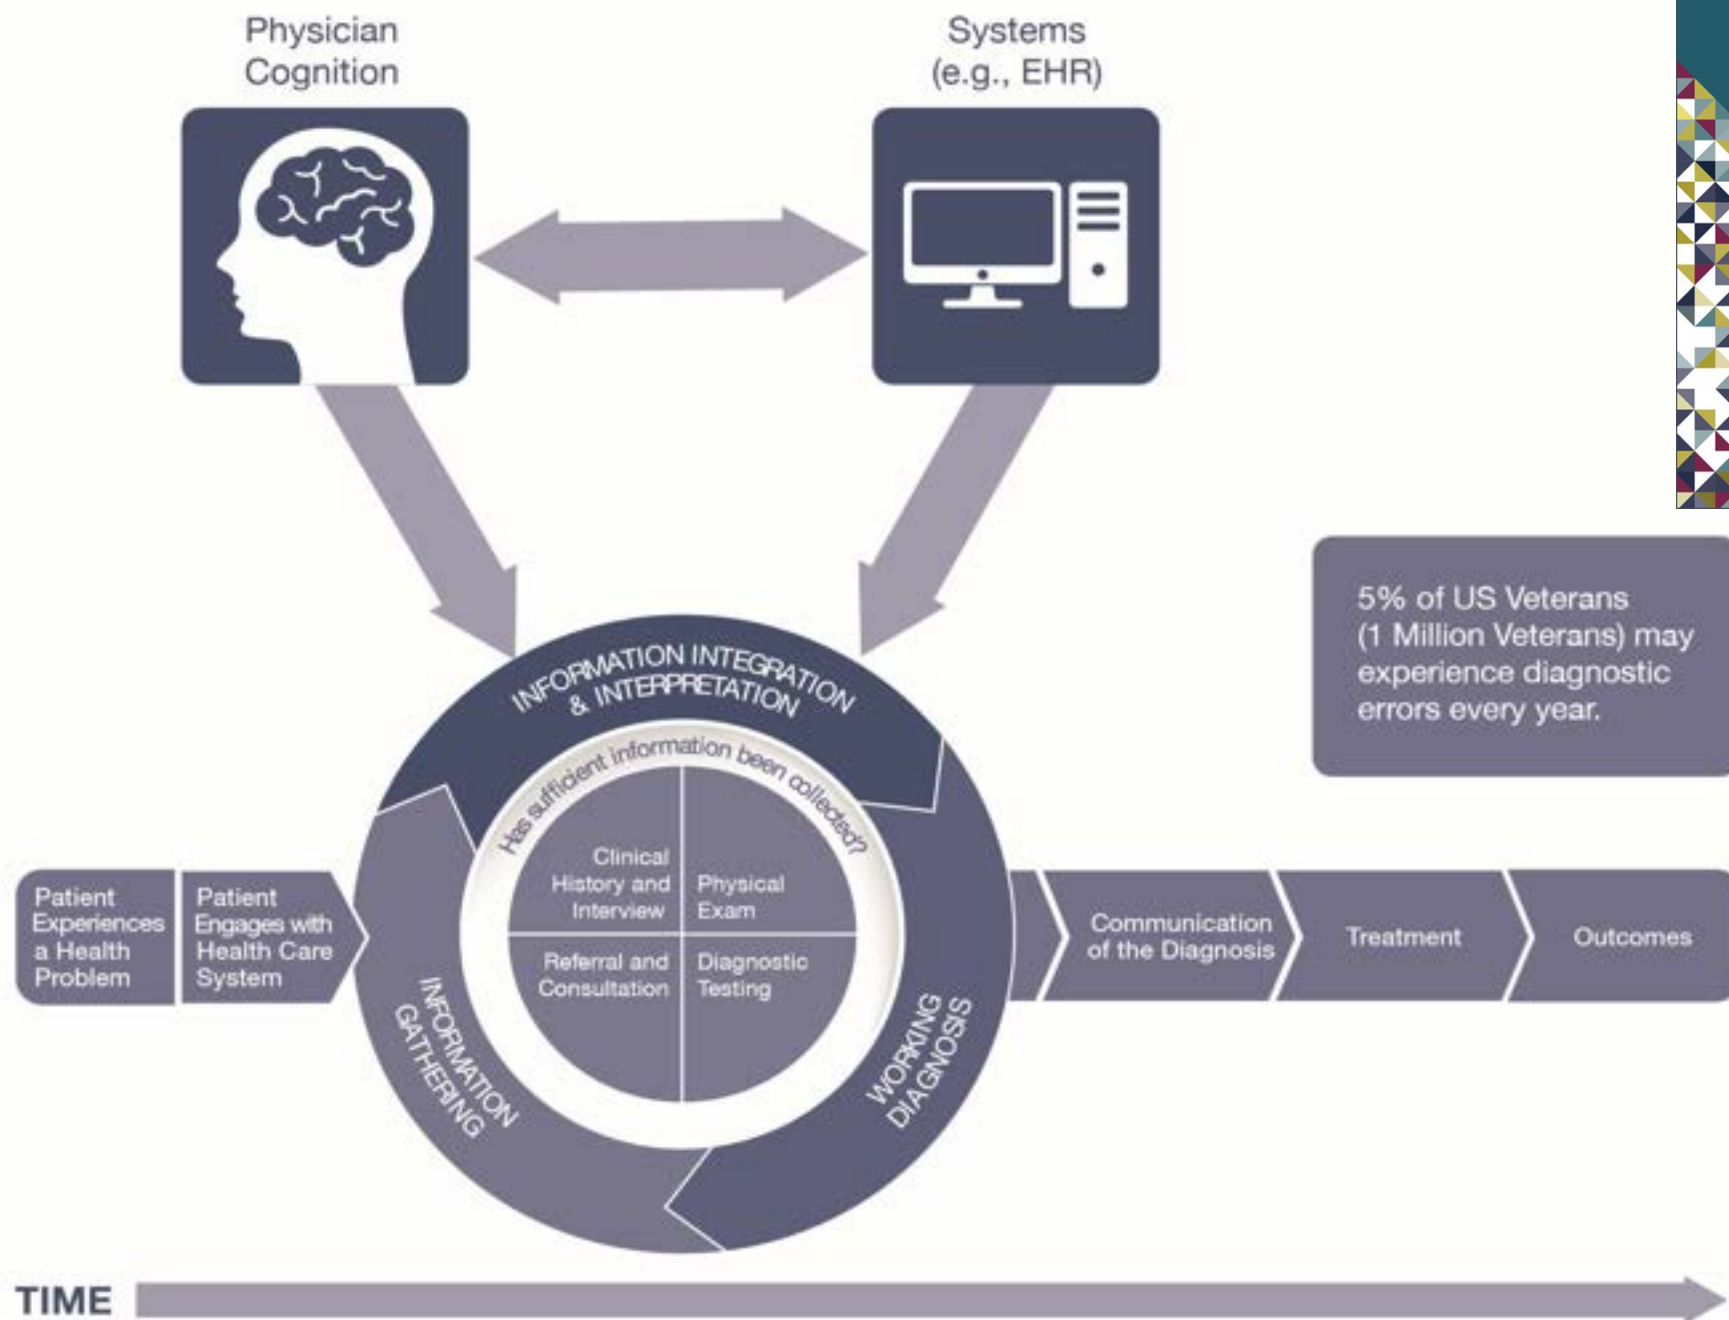 Physician
Cognition
Systems
(e.g., EHR)
5% of US Veterans
(1 Million Veterans) may
experience diagnostic
errors every year.
INFORMATION INTEGRATION
& INTERPRETATION
Has sufficient information been collected?
Clinical
History and
Interview
Physical
Exam
Referral and
Consultation
Diagnostic
Testing
Patient
Experiences
a Health
Problem
Patient
Engages with
Health Care
System
INFORMATION
GATHERING
WORKING
DIAGNOSIS
Communication
of the Diagnosis
Treatment
Outcomes
TIME